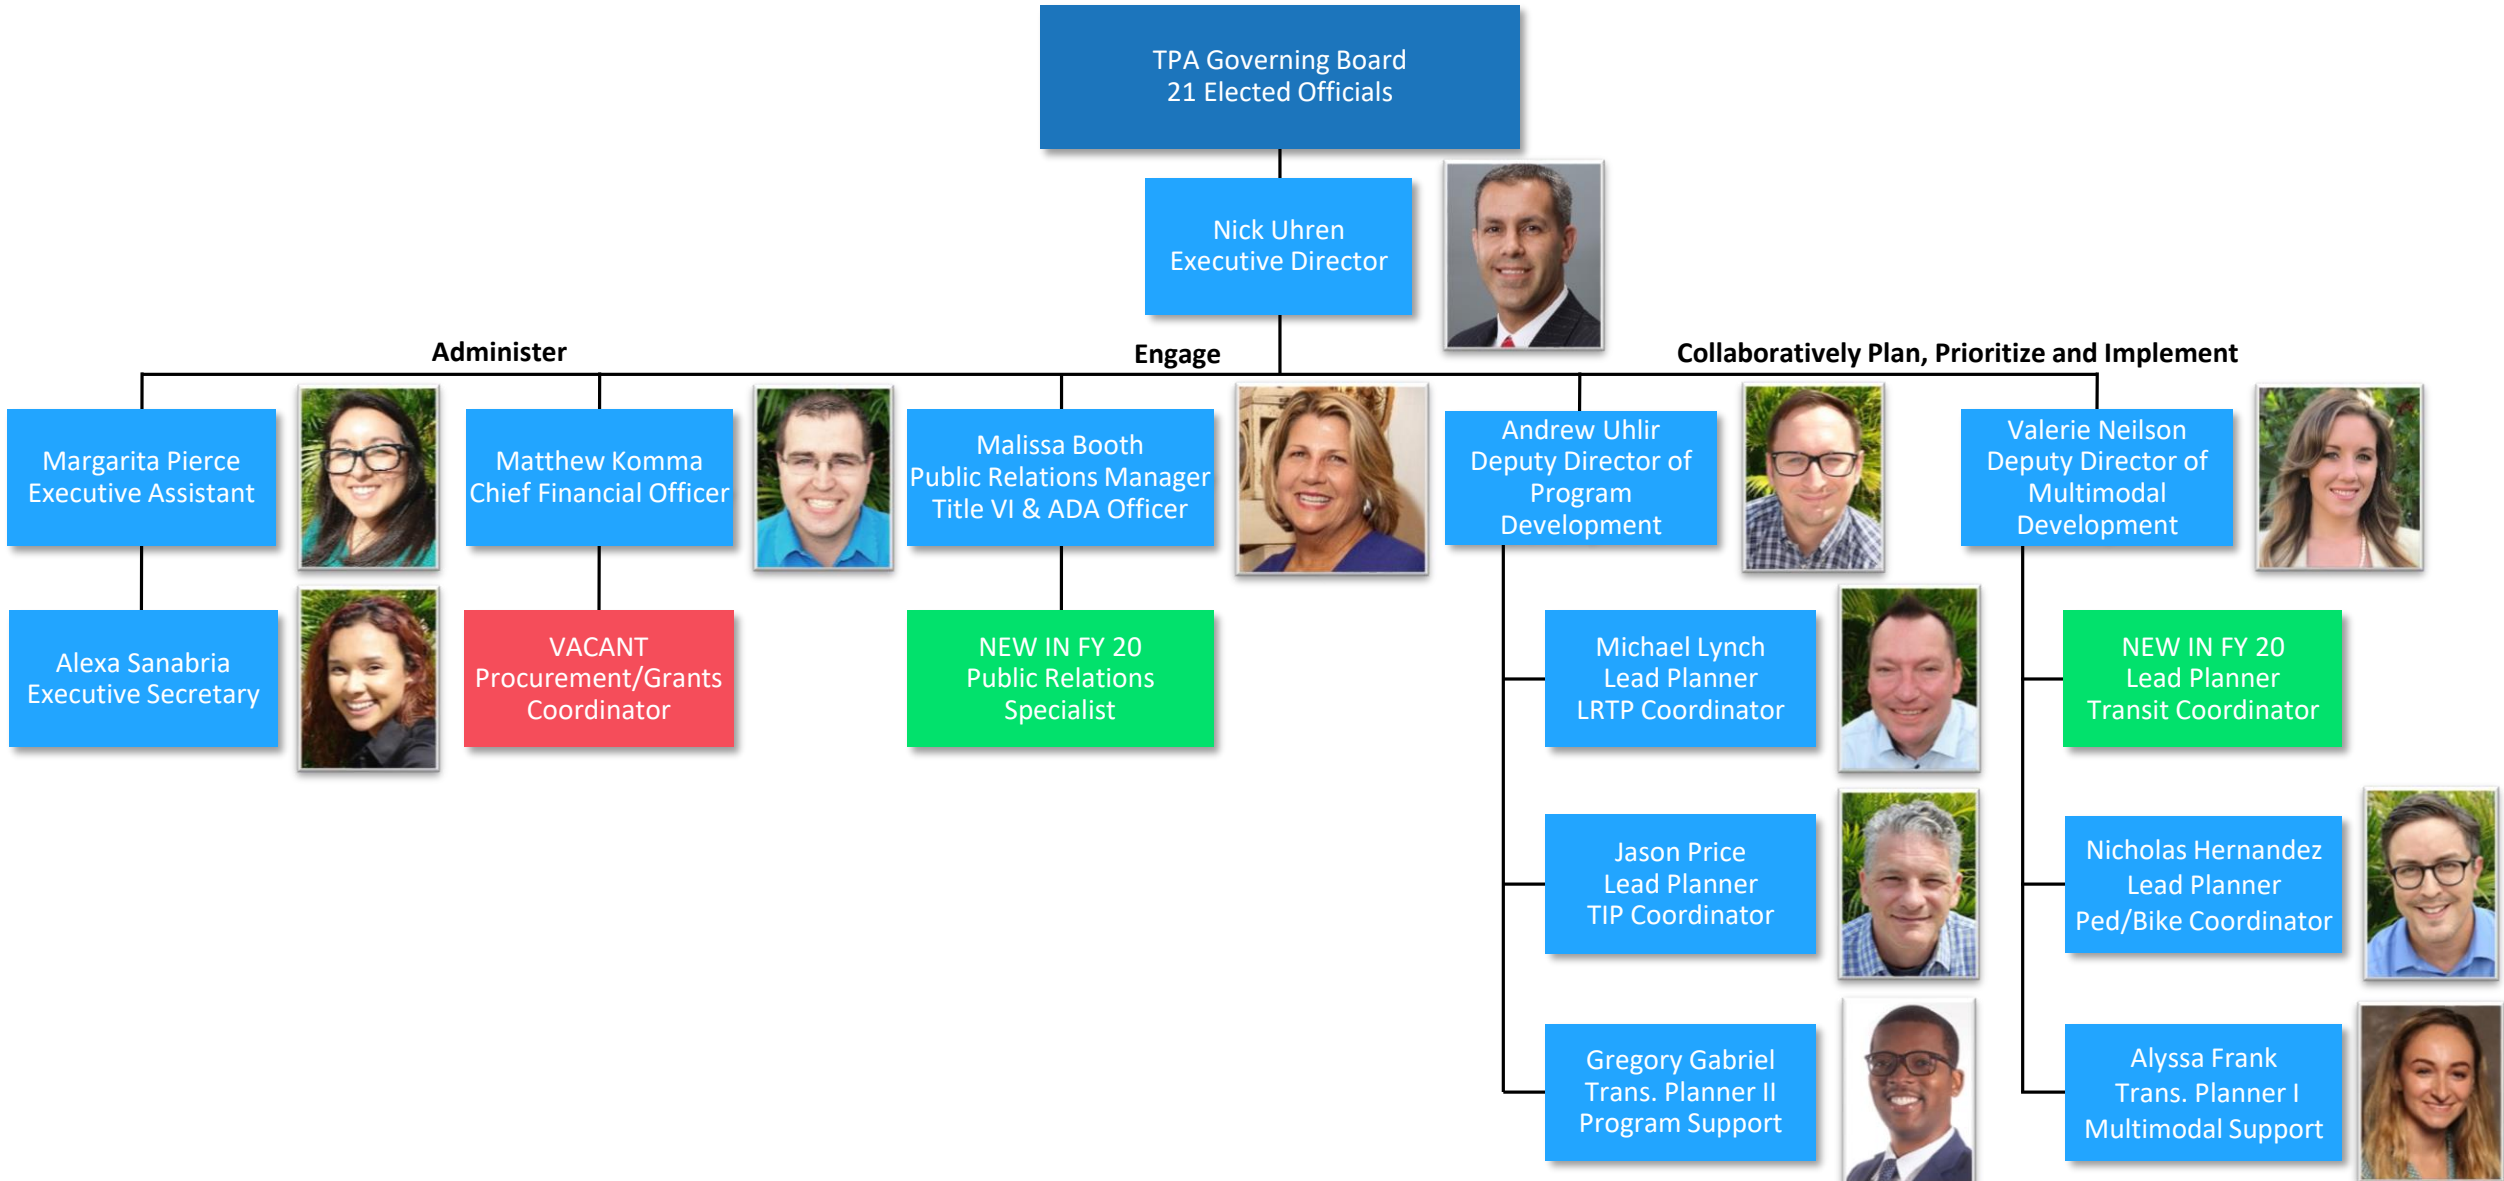 TPA Governing Board
21 Elected Officials
Nick Uhren
Executive Director
Administer
Engage
Collaboratively Plan, Prioritize and Implement
Margarita Pierce
Executive Assistant
Matthew Komma
Chief Financial Officer
Malissa Booth
Public Relations Manager
Title VI & ADA Officer
Andrew Uhlir
Deputy Director of
Program
Development
Valerie Neilson
Deputy Director of
Multimodal
Development
Alexa Sanabria
Executive Secretary
VACANT
Procurement/Grants
Coordinator
NEW IN FY 20
Public Relations
Specialist
Michael Lynch
Lead Planner
LRTP Coordinator
NEW IN FY 20
Lead Planner
Transit Coordinator
Jason Price
Lead Planner
TIP Coordinator
Nicholas Hernandez
Lead Planner
Ped/Bike Coordinator
Gregory Gabriel
Trans. Planner II
Program Support
Alyssa Frank
Trans. Planner I
Multimodal Support